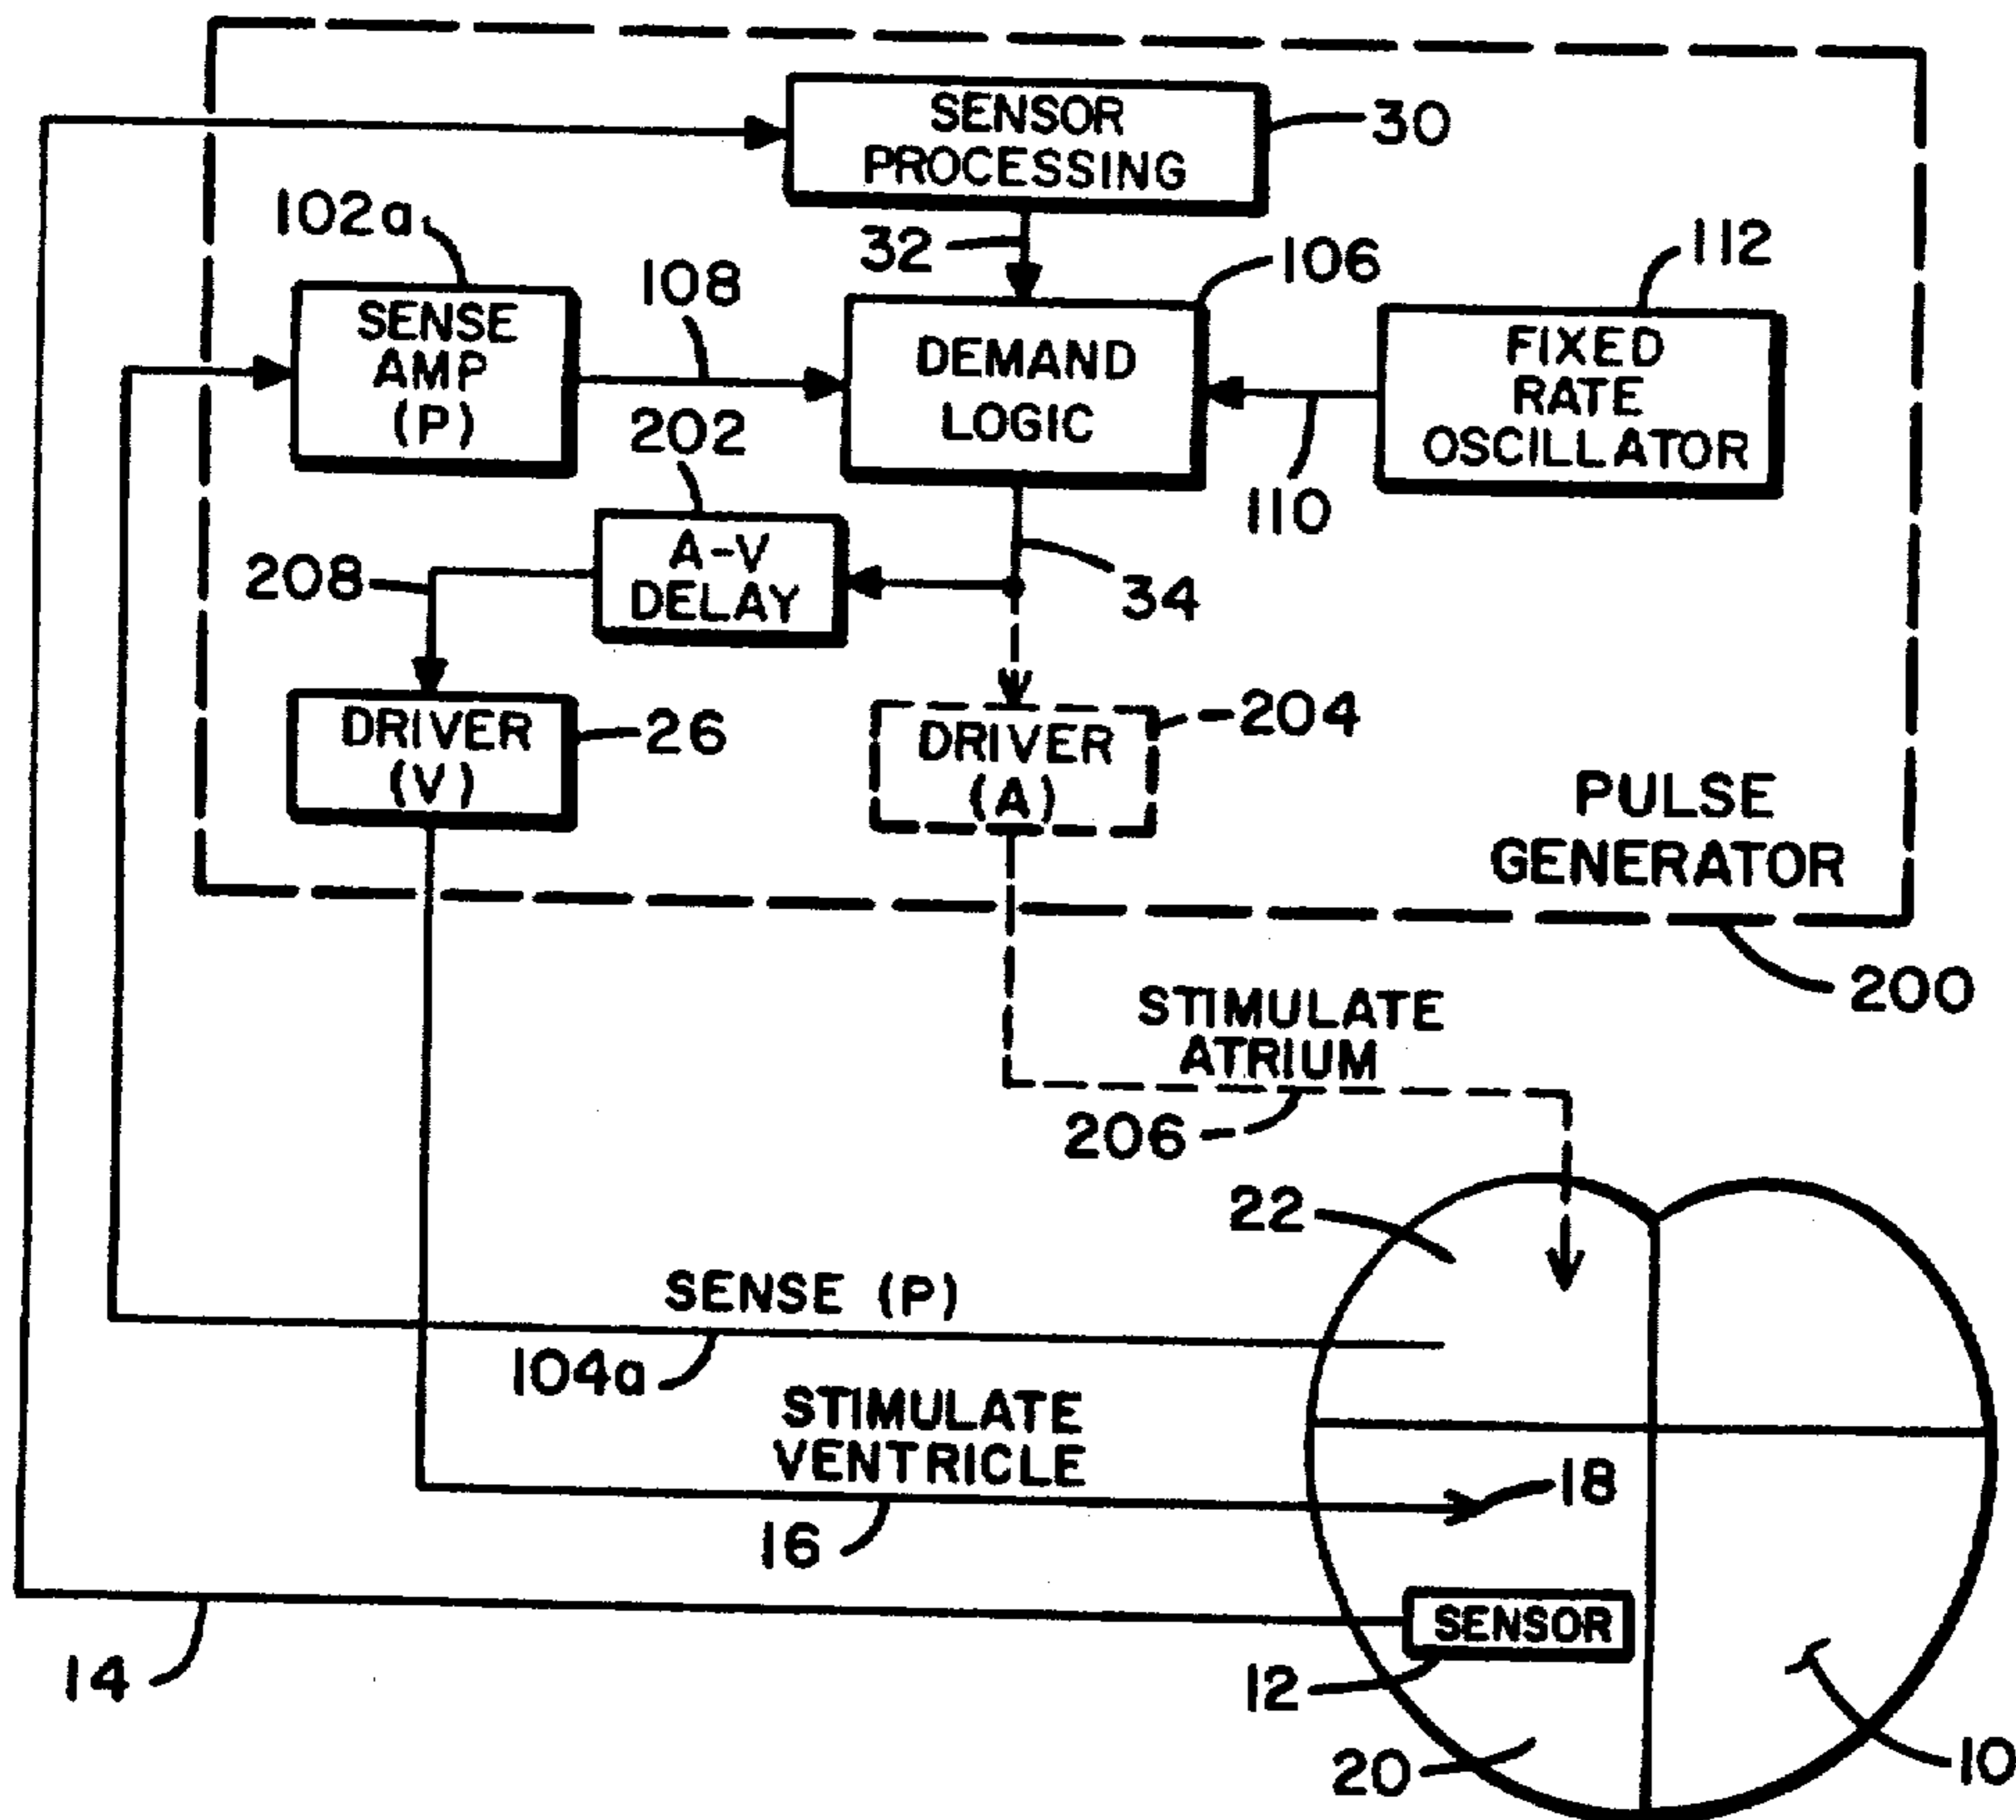 SENSOR
PROCESSING
30
102a
32
106
112
108
SENSE
AMP
(P)
DEMAND
LOGIC
FIXED
RATE
OSCILLATOR
202
110
A-V
DELAY
208
34
DRIVER
(V)
26
DRIVER
(A)
204
PULSE
GENERATOR
200
STIMULATE
ATRIUM
206
22
SENSE (P)
104a
STIMULATE
VENTRICLE
18
16
SENSOR
14
12
20
10